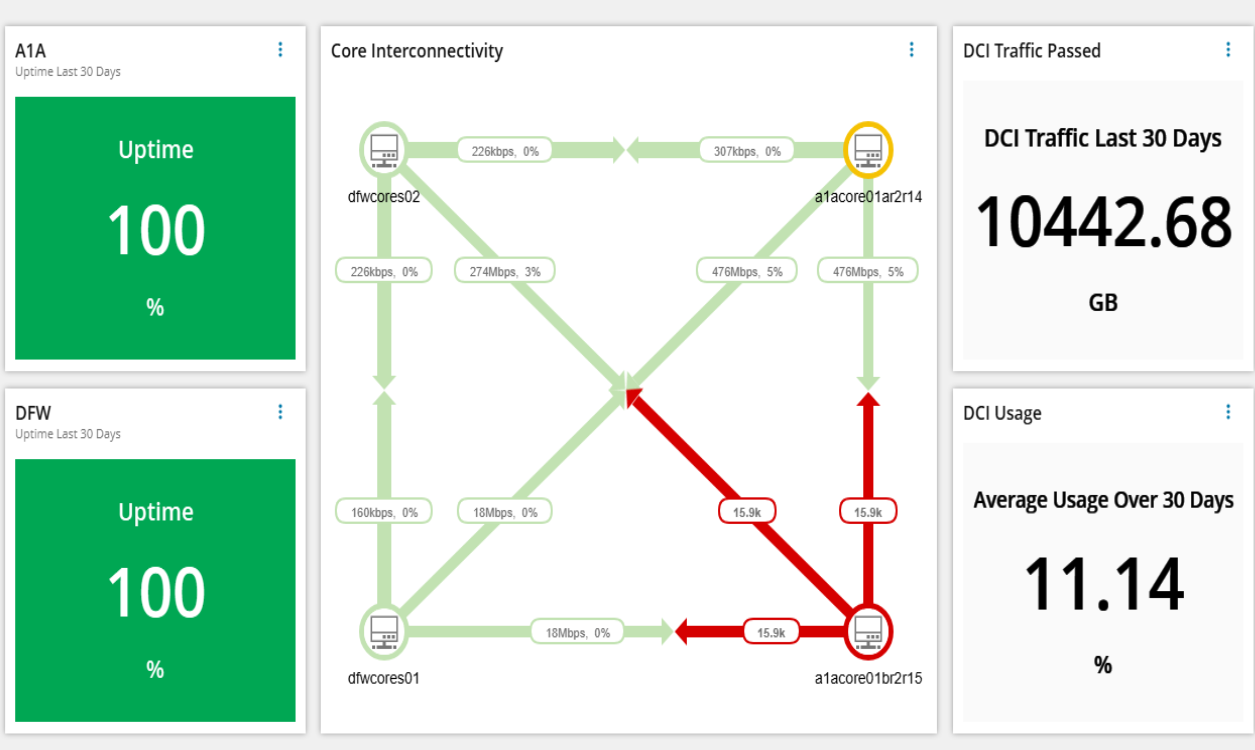 A1A
Uptime Last 30 Days
Uptime
100
%
DFW
Uptime Last 30 Days
Uptime
100
%
Core Interconnectivity
226kbps, 0%
307kbps, 0%
dfwcores02
a1acore01ar2r14
226kbps, 0%
274Mbps, 3%
476Mbps, 5%
476Mbps, 5%
160kbps, 0%
18Mbps, 0%
15.9k
15.9k
18Mbps, 0%
15.9k
dfwcores01
a1acore01br2r15
DCI Traffic Passed
DCI Traffic Last 30 Days
10442.68
GB
DCI Usage
Average Usage Over 30 Days
11.14
%